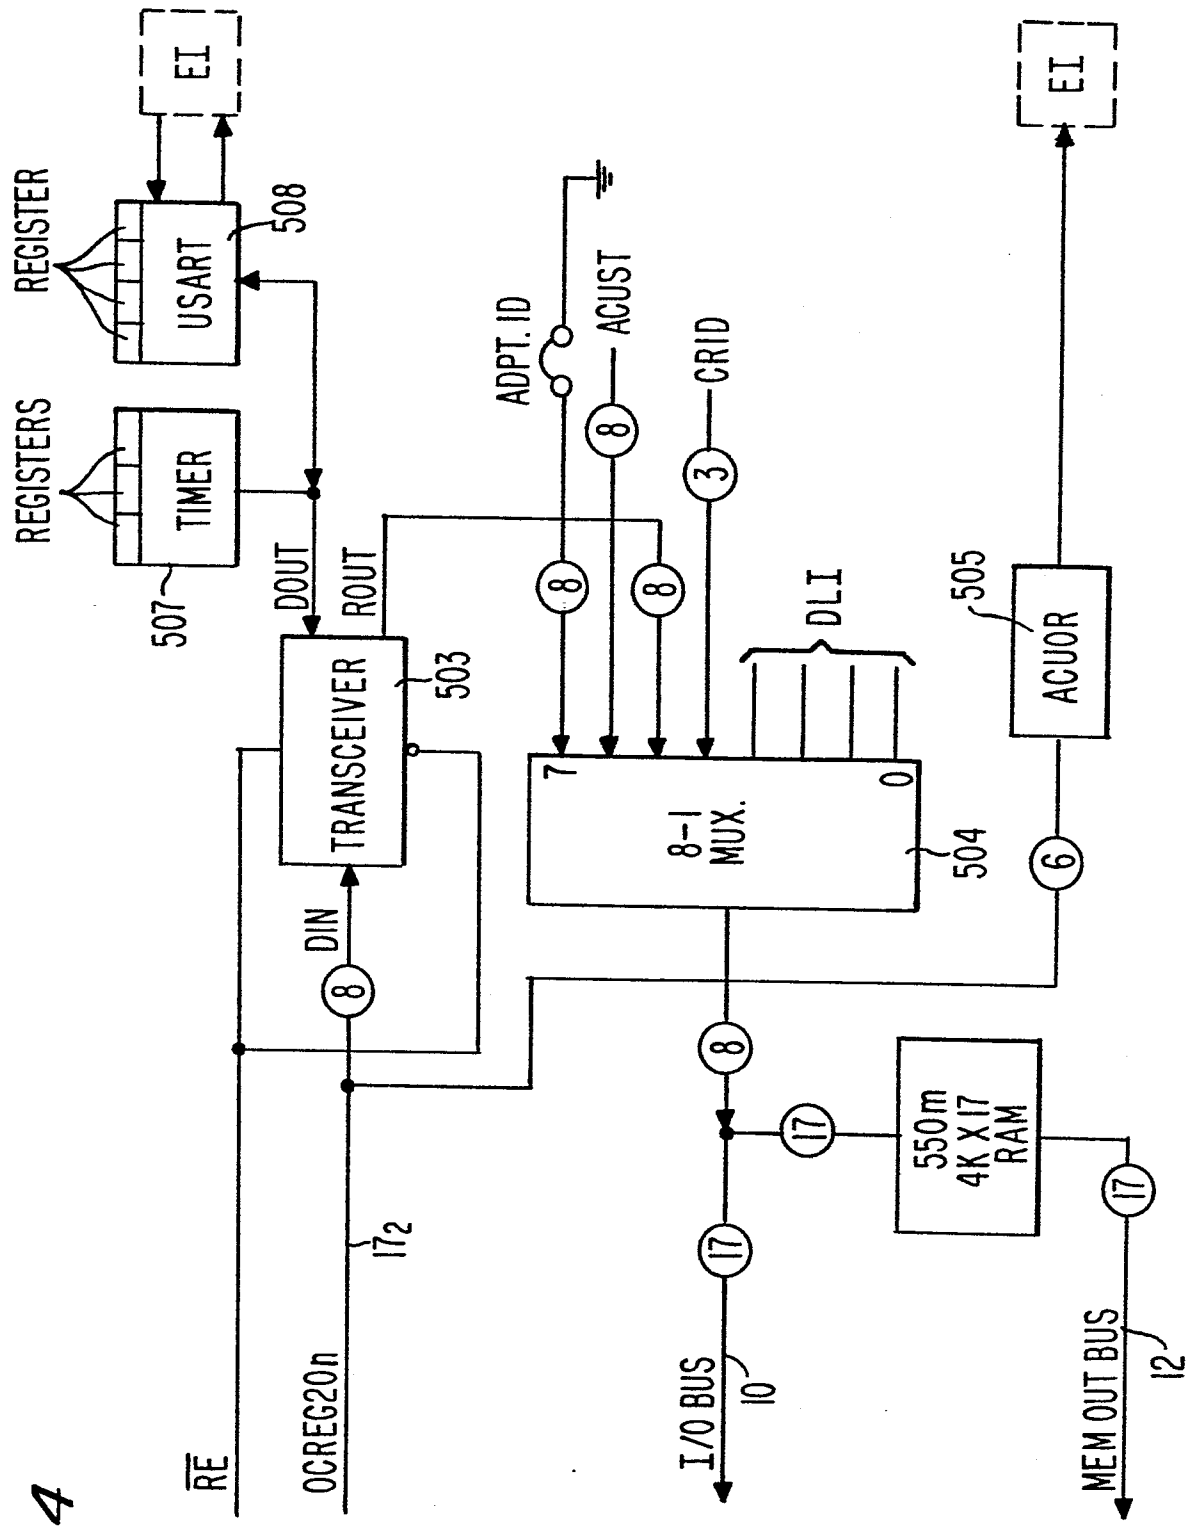 4
RE
OCREG20n
17₂
8
DIN
TRANSCEIVER
503
DOUT
ROUT
REGISTERS
TIMER
507
REGISTER
USART
508
EI
ADPT. ID
8
ACUST
8
8
CRID
3
DLI
7
8-1
MUX.
0
504
8
17
17
I/O BUS
10
550m
4K X 17
RAM
17
MEM OUT BUS
12
6
ACUOR
505
EI